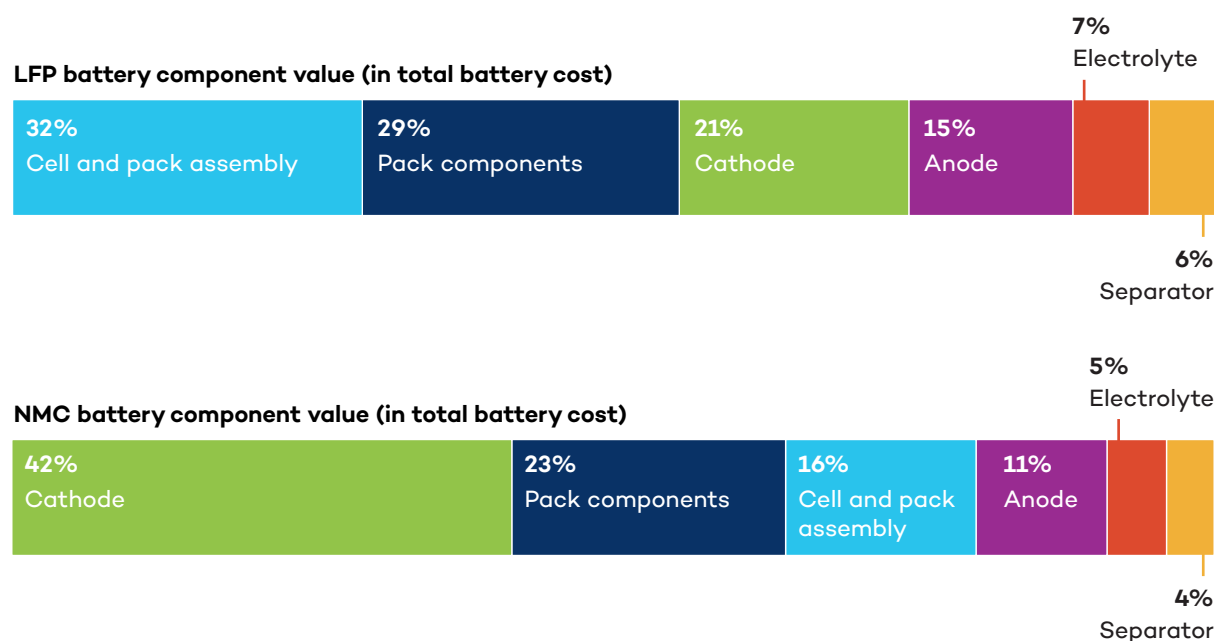 7%
Electrolyte
LFP battery component value (in total battery cost)
32%
Cell and pack assembly
29%
Pack components
21%
Cathode
15%
Anode
6%
Separator
5%
Electrolyte
NMC battery component value (in total battery cost)
42%
Cathode
23%
Pack components
16%
Cell and pack
assembly
11%
Anode
4%
Separator